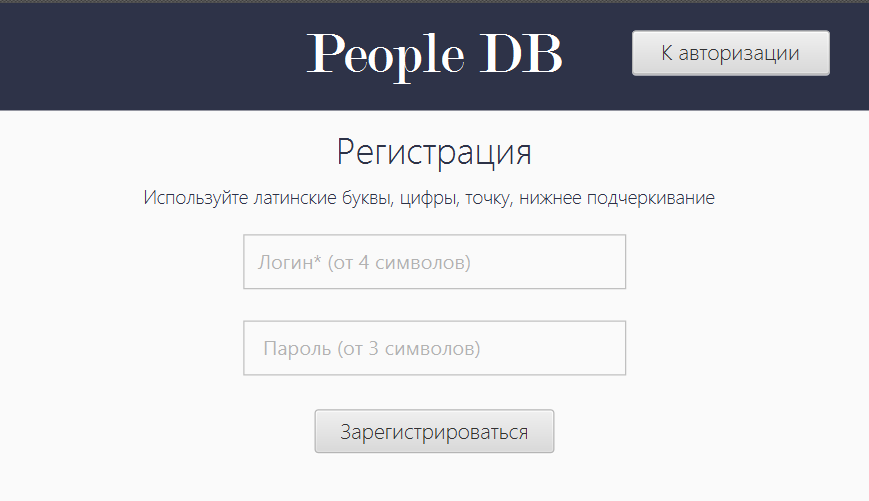 People DB
К авторизации
Регистрация
Используйте латинские буквы, цифры, точку, нижнее подчеркивание
Логин* (от 4 символов)
Пароль (от 3 символов)
Зарегистрироваться